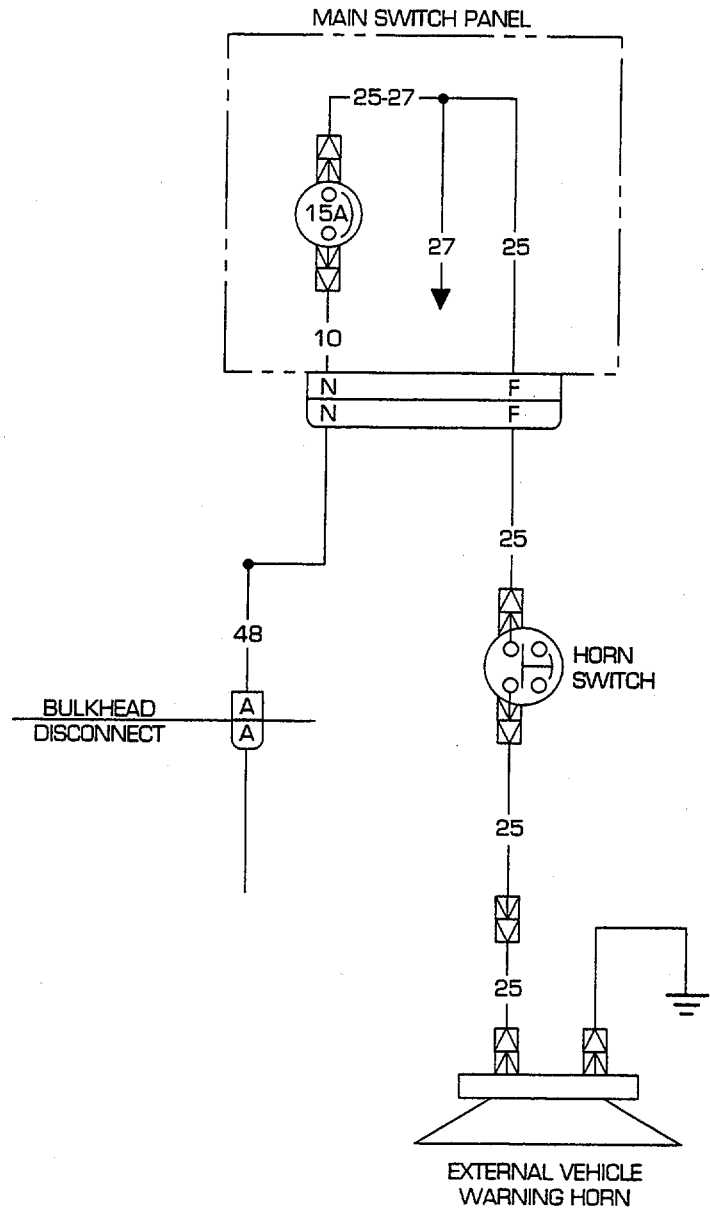 MAIN SWITCH PANEL
25-27
15A
27
25
10
N
F
N
F
25
48
HORN
SWITCH
BULKHEAD
A
A
DISCONNECT
25
25
EXTERNAL VEHICLE
WARNING HORN